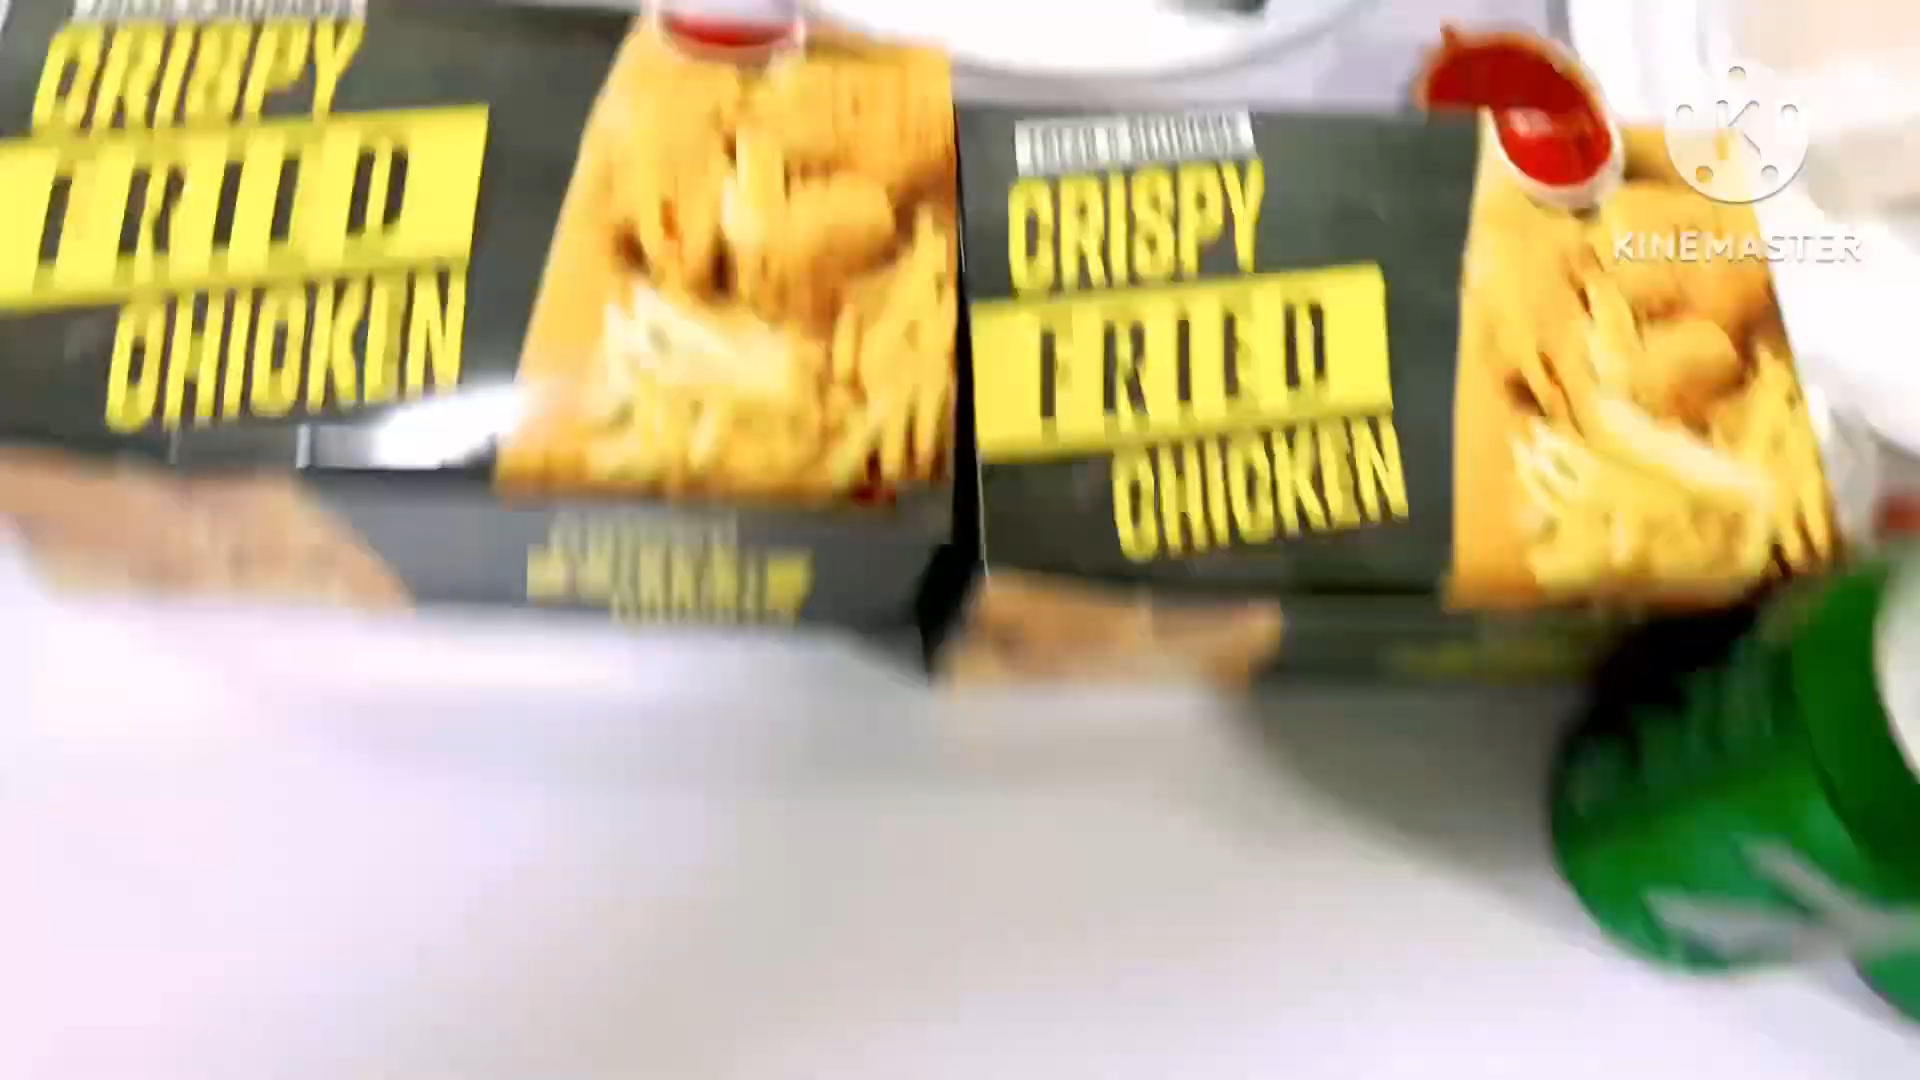 CRISPY
FRIED
CHICKEN
CRISPY
FRIED
CHICKEN
KINEMASTER